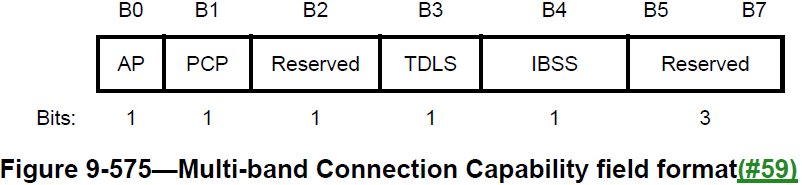 B0 B1 B2 B3 B4 B5 B7
AP PCP Reserved TDLS IBSS Reserved
Bits: 1 1 1 1 1 3
Figure 9-575—Multi-band Connection Capability field format(#59)